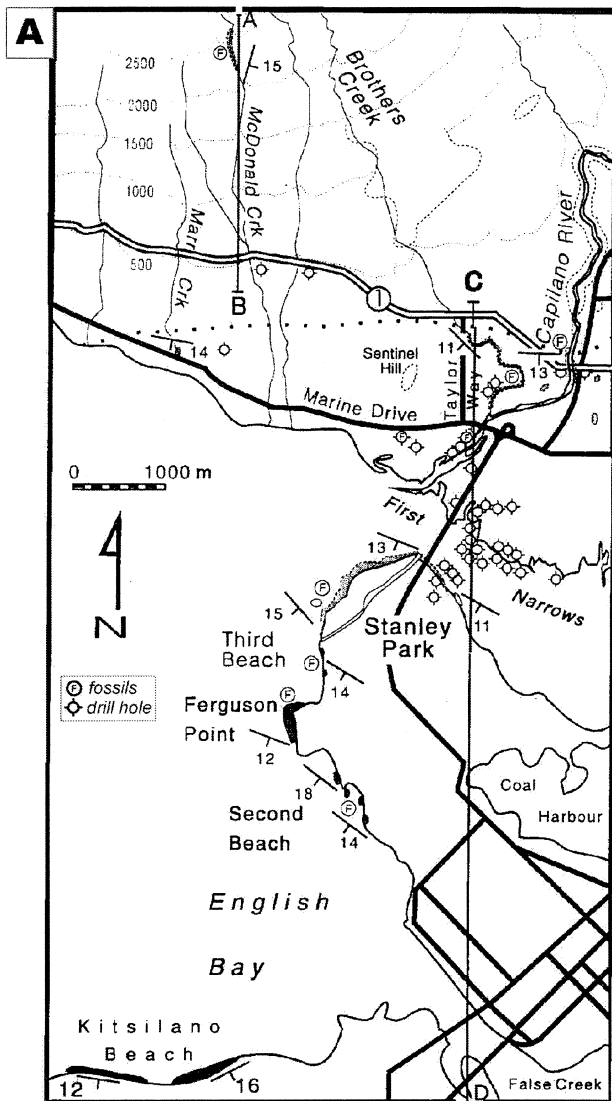 A
A
2500
2000
1500
1000
500
15
Brothers
Creek
McDonald Crk
Marr Crk
Capilano River
B
1
C
14
Sentinel
Hill
11
Taylor
Way
13
F
F
Marine Drive
F
F
0 1000 m
First
Narrows
N
13
F
15
Stanley
Park
11
Third
Beach
F
14
F fossils
drill hole
Ferguson
Point
F
12
18
Second
Beach
F
14
Coal
Harbour
English
Bay
Kitsilano
Beach
12
16
D
False Creek